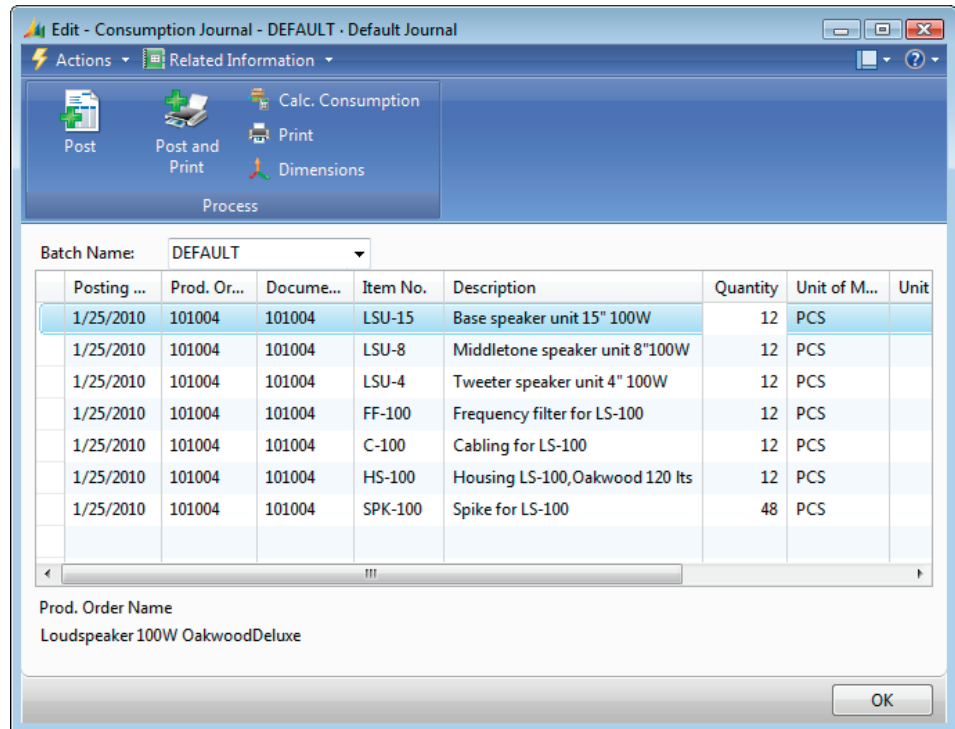 Edit - Consumption Journal - DEFAULT · Default Journal
Actions Related Information
Post
Post and Print
Calc. Consumption
Print
Dimensions
Process
Batch Name: DEFAULT
Posting ... Prod. Or... Docume... Item No. Description Quantity Unit of M... Unit
1/25/2010 101004 101004 LSU-15 Base speaker unit 15" 100W 12 PCS
1/25/2010 101004 101004 LSU-8 Middletone speaker unit 8"100W 12 PCS
1/25/2010 101004 101004 LSU-4 Tweeter speaker unit 4" 100W 12 PCS
1/25/2010 101004 101004 FF-100 Frequency filter for LS-100 12 PCS
1/25/2010 101004 101004 C-100 Cabling for LS-100 12 PCS
1/25/2010 101004 101004 HS-100 Housing LS-100,Oakwood 120 lts 12 PCS
1/25/2010 101004 101004 SPK-100 Spike for LS-100 48 PCS
Prod. Order Name
Loudspeaker 100W OakwoodDeluxe
OK